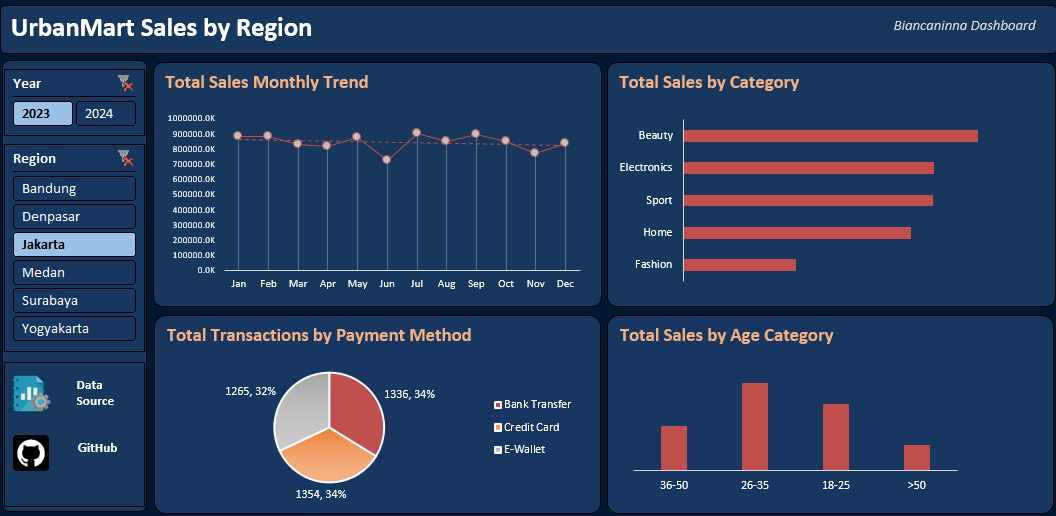 UrbanMart Sales by Region
Biancaninna Dashboard
Year
2023
2024
Region
Bandung
Denpasar
Jakarta
Medan
Surabaya
Yogyakarta
Data
Source
GitHub
Total Sales Monthly Trend
1000000.0K
900000.0K
800000.0K
700000.0K
600000.0K
500000.0K
400000.0K
300000.0K
200000.0K
100000.0K
0.0K
Jan Feb Mar Apr May Jun Jul Aug Sep Oct Nov Dec
Total Sales by Category
Beauty
Electronics
Sport
Home
Fashion
Total Transactions by Payment Method
1265, 32%
1336, 34%
1354, 34%
Bank Transfer
Credit Card
E-Wallet
Total Sales by Age Category
36-50 26-35 18-25 >50